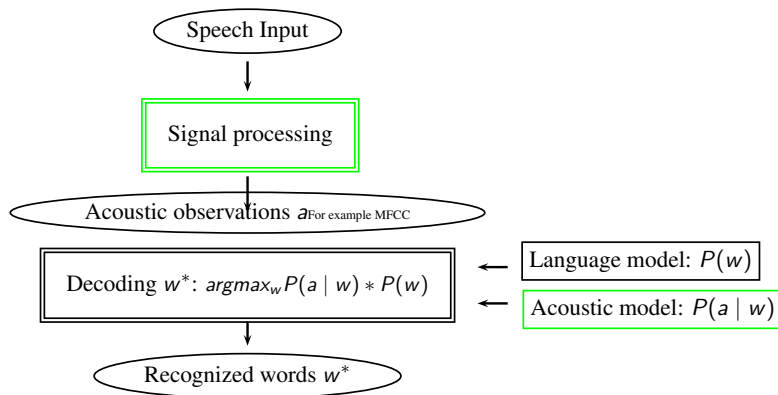 Speech Input
Signal processing
Acoustic observations a For example MFCC
Decoding w*: argmax_w P(a | w) ∗ P(w)
Language model: P(w)
Acoustic model: P(a | w)
Recognized words w*